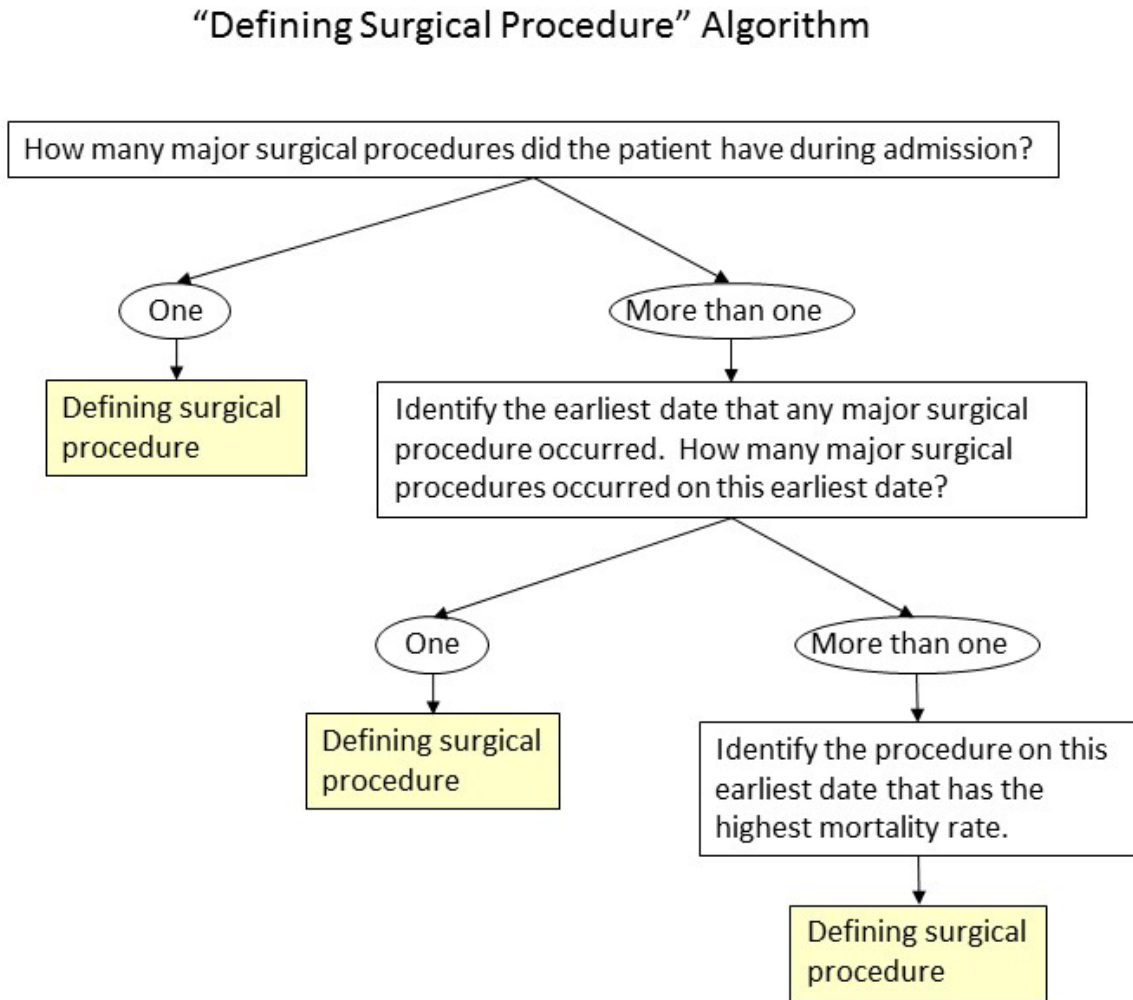 “Defining Surgical Procedure” Algorithm
How many major surgical procedures did the patient have during admission?
One
More than one
Defining surgical
procedure
Identify the earliest date that any major surgical
procedure occurred.  How many major surgical
procedures occurred on this earliest date?
One
More than one
Defining surgical
procedure
Identify the procedure on this
earliest date that has the
highest mortality rate.
Defining surgical
procedure